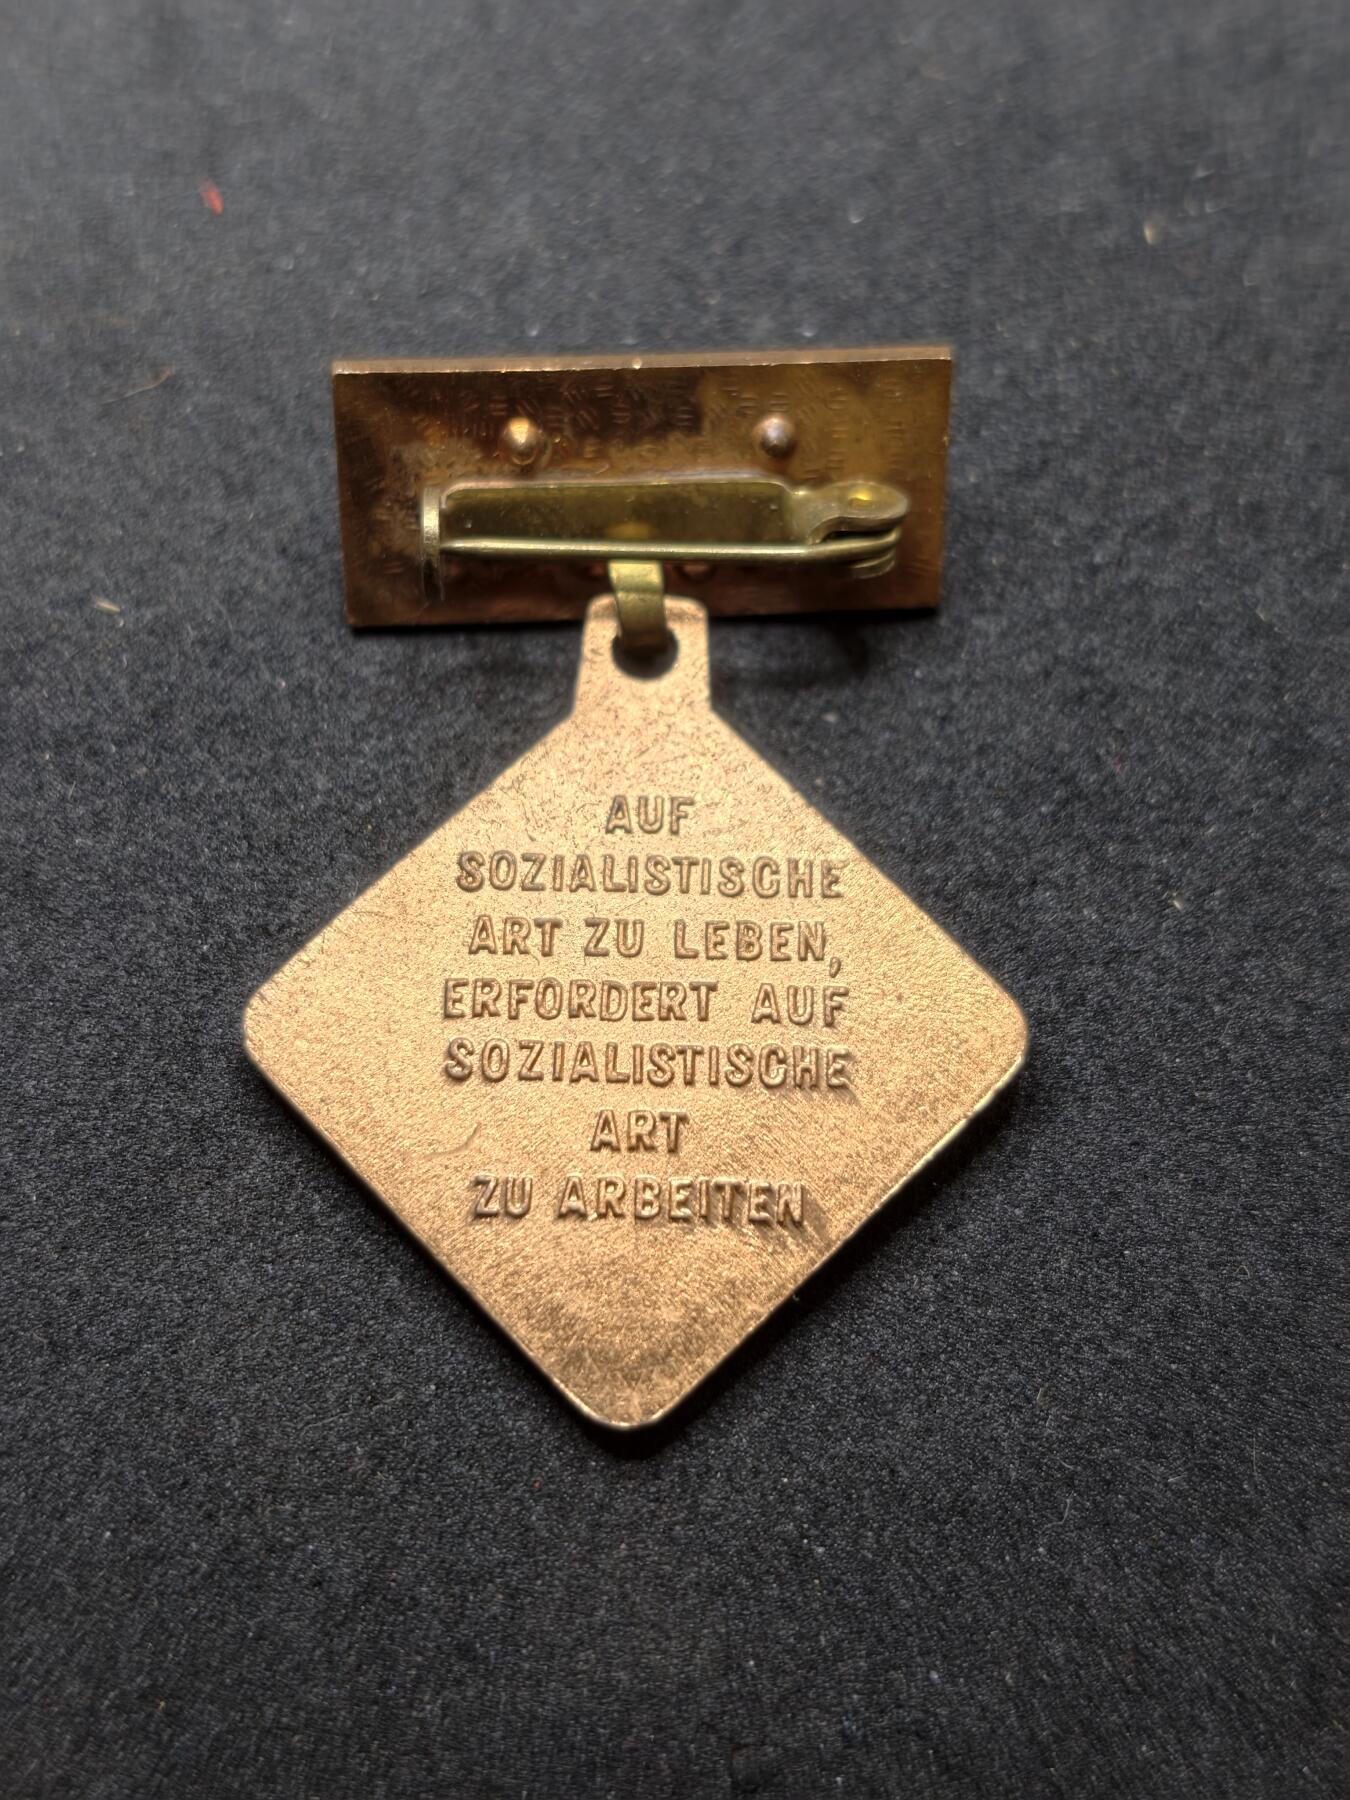 AUF
SOZIALISTISCHE
ART ZU LEBEN,
ERFORDERT AUF
SOZIALISTISCHE
ART
ZU ARBEITEN